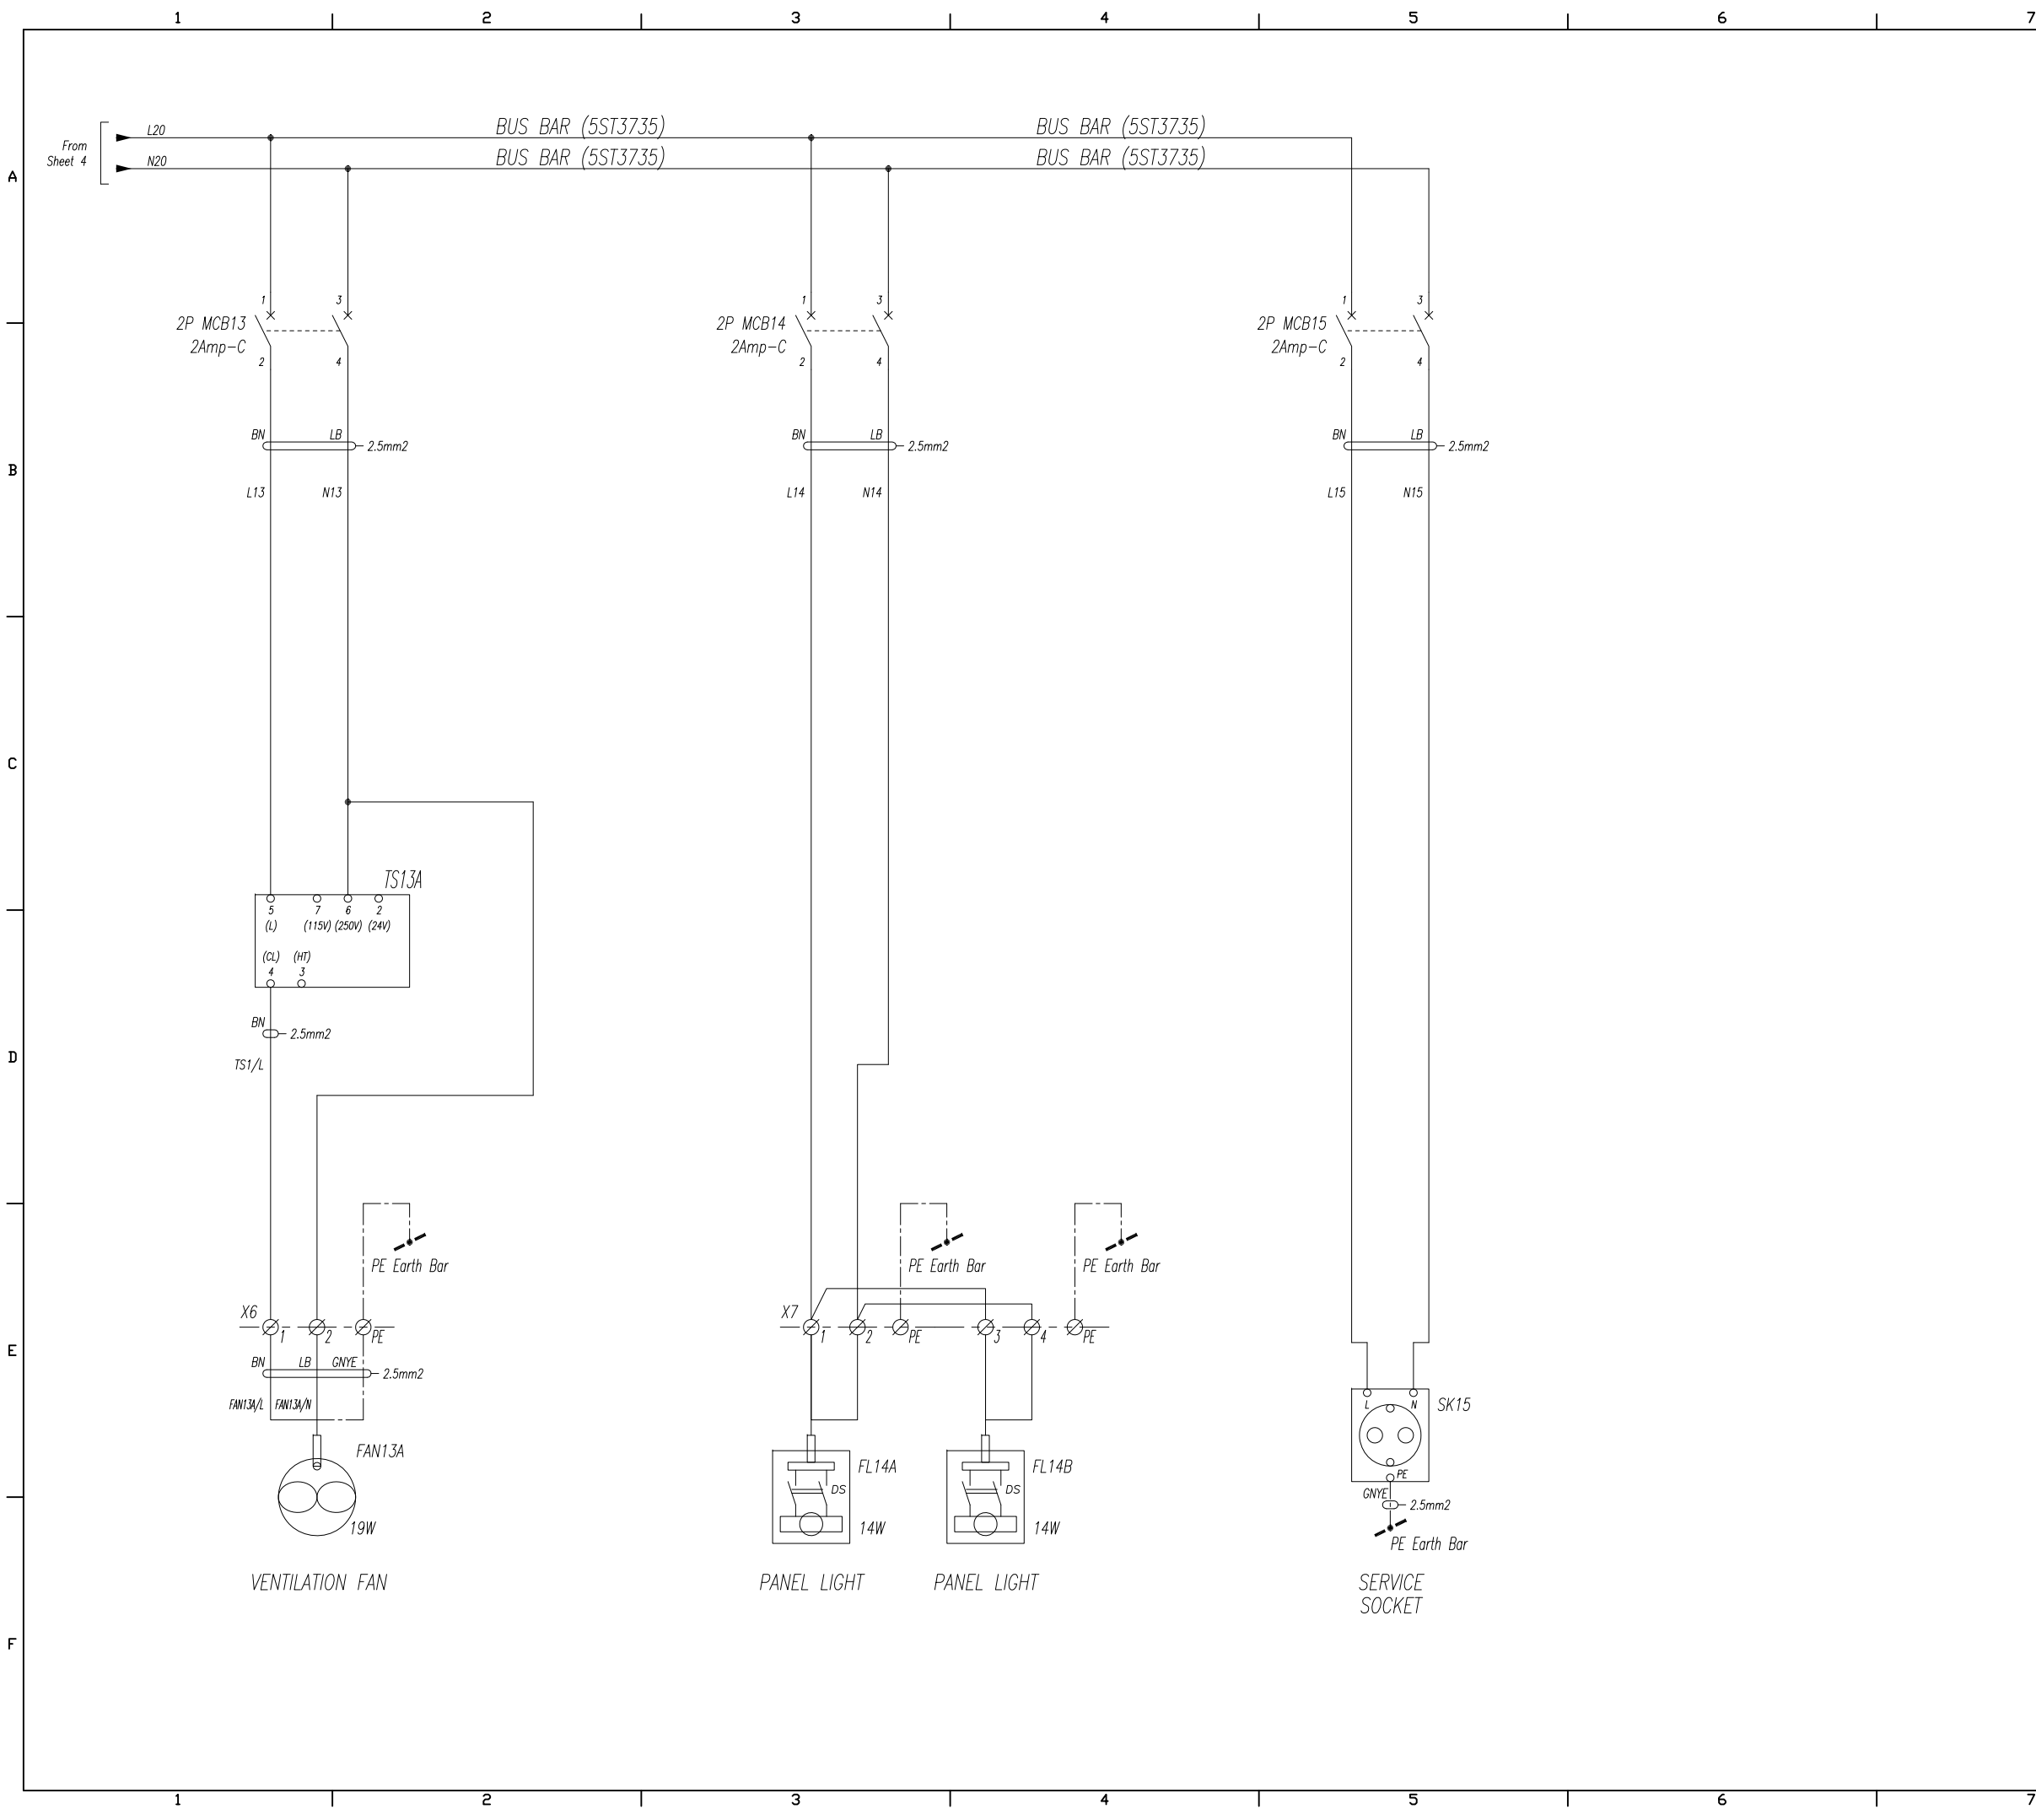 1 2 3 4 5 6 7
BUS BAR (5ST3735) BUS BAR (5ST3735)
L20
From
Sheet 4
BUS BAR (5ST3735) BUS BAR (5ST3735)
N20
A
1 3 1 3 1 3
2P MCB13 2P MCB14 2P MCB15
2Amp-C 2Amp-C 2Amp-C
2 4 2 4 2 4
BN LB BN LB BN LB
2.5mm2 2.5mm2 2.5mm2
B
L13 N13 L14 N14 L15 N15
C
TS13A
5 7 6 2
(L) (115V) (250V) (24V)
(CL) (HT)
4 3
BN
2.5mm2
D
TS1/L
PE Earth Bar PE Earth Bar PE Earth Bar
X6 X7
1 2 PE 1 2 PE 3 4 PE
E
BN LB GNYE
2.5mm2
FAN13A/L FAN13A/N
L N SK15
FAN13A
FL14A FL14B
PE
DS DS
GNYE
2.5mm2
19W 14W 14W
PE Earth Bar
VENTILATION FAN PANEL LIGHT PANEL LIGHT SERVICE
SOCKET
F
1 2 3 4 5 6 7